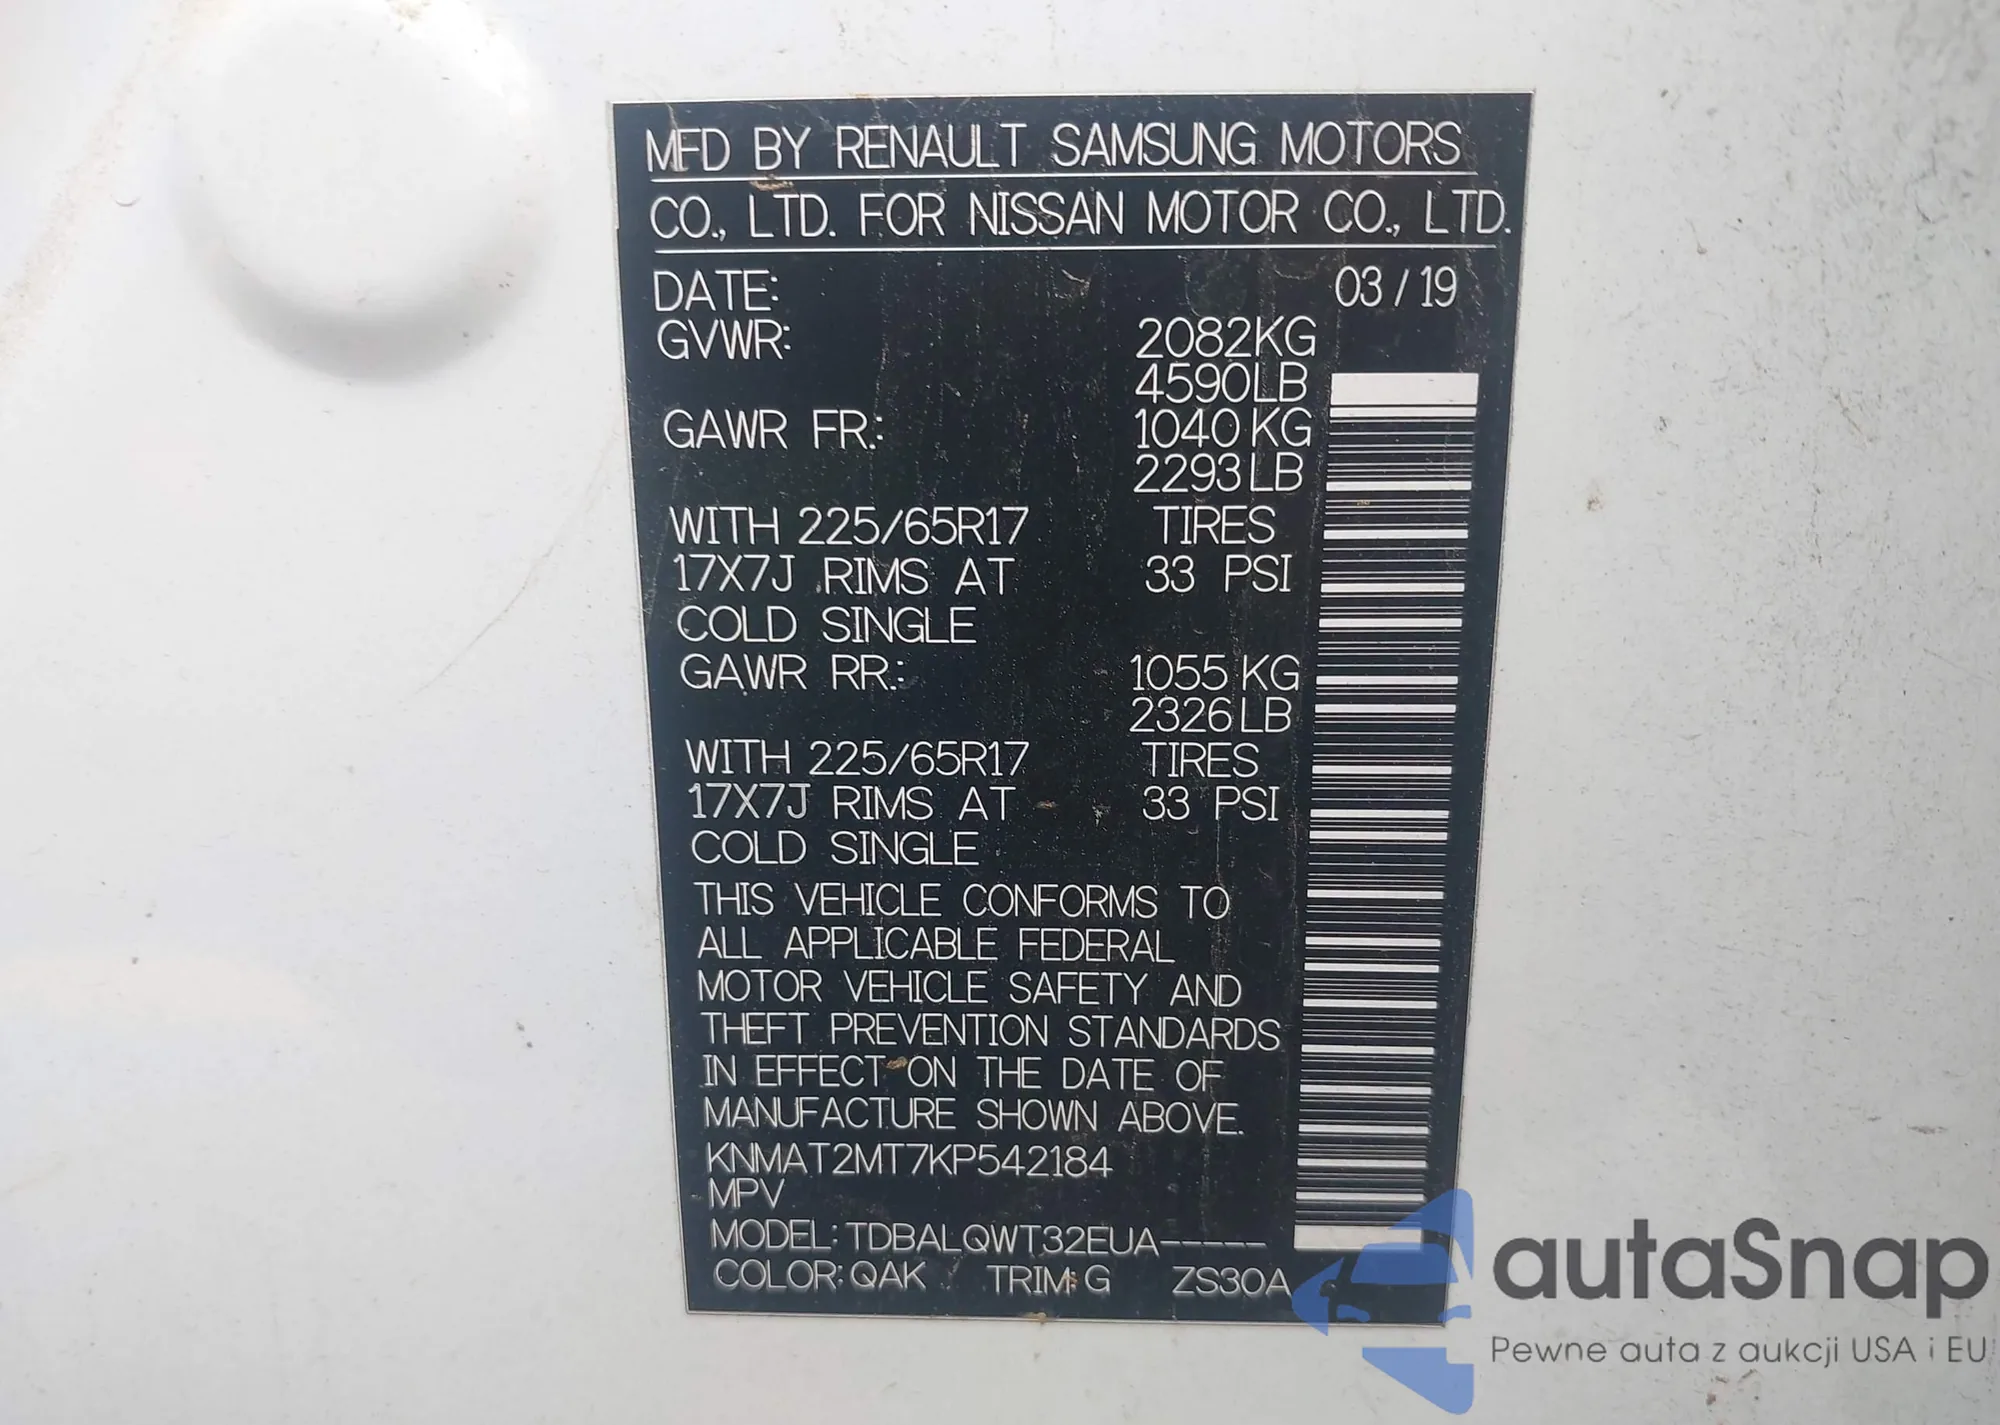 MFD BY RENAULT SAMSUNG MOTORS
CO., LTD. FOR NISSAN MOTOR CO., LTD.
DATE: 03 / 19
GVWR: 2082KG
4590LB
GAWR FR.: 1040 KG
2293 LB
WITH 225/65R17 TIRES
17X7J RIMS AT 33 PSI
COLD SINGLE
GAWR RR.: 1055 KG
2326 LB
WITH 225/65R17 TIRES
17X7J RIMS AT 33 PSI
COLD SINGLE
THIS VEHICLE CONFORMS TO
ALL APPLICABLE FEDERAL
MOTOR VEHICLE SAFETY AND
THEFT PREVENTION STANDARDS
IN EFFECT ON THE DATE OF
MANUFACTURE SHOWN ABOVE.
KNMAT2MT7KP542184
MPV
MODEL: TDBALQWT32EUA-----
COLOR: QAK TRIM: G ZS30A
autaSnap
Pewne auta z aukcji USA i EU